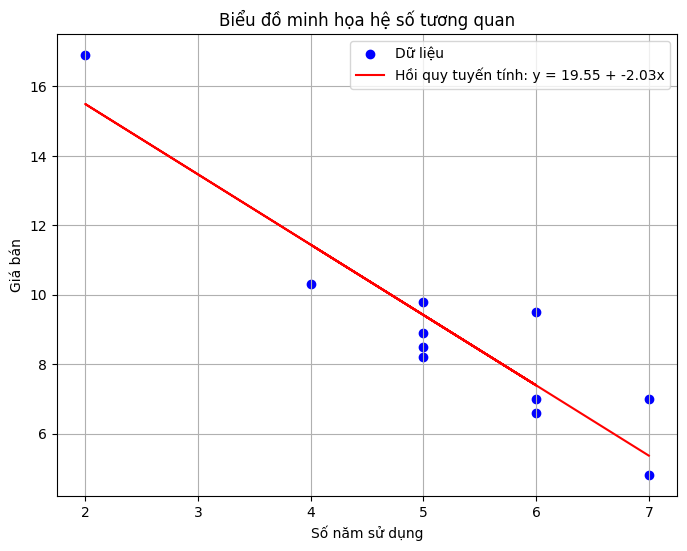 Biểu đồ minh họa hệ số tương quan
Dữ liệu
Hồi quy tuyến tính: y = 19.55 + -2.03x
Giá bán
16
14
12
10
8
6
2
3
4
5
6
7
Số năm sử dụng